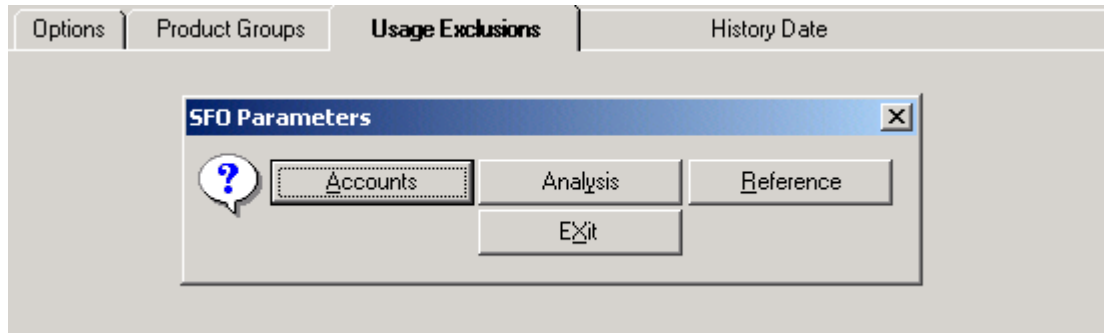 Options Product Groups Usage Exclusions History Date
SFO Parameters
? Accounts Analysis Reference
EXit